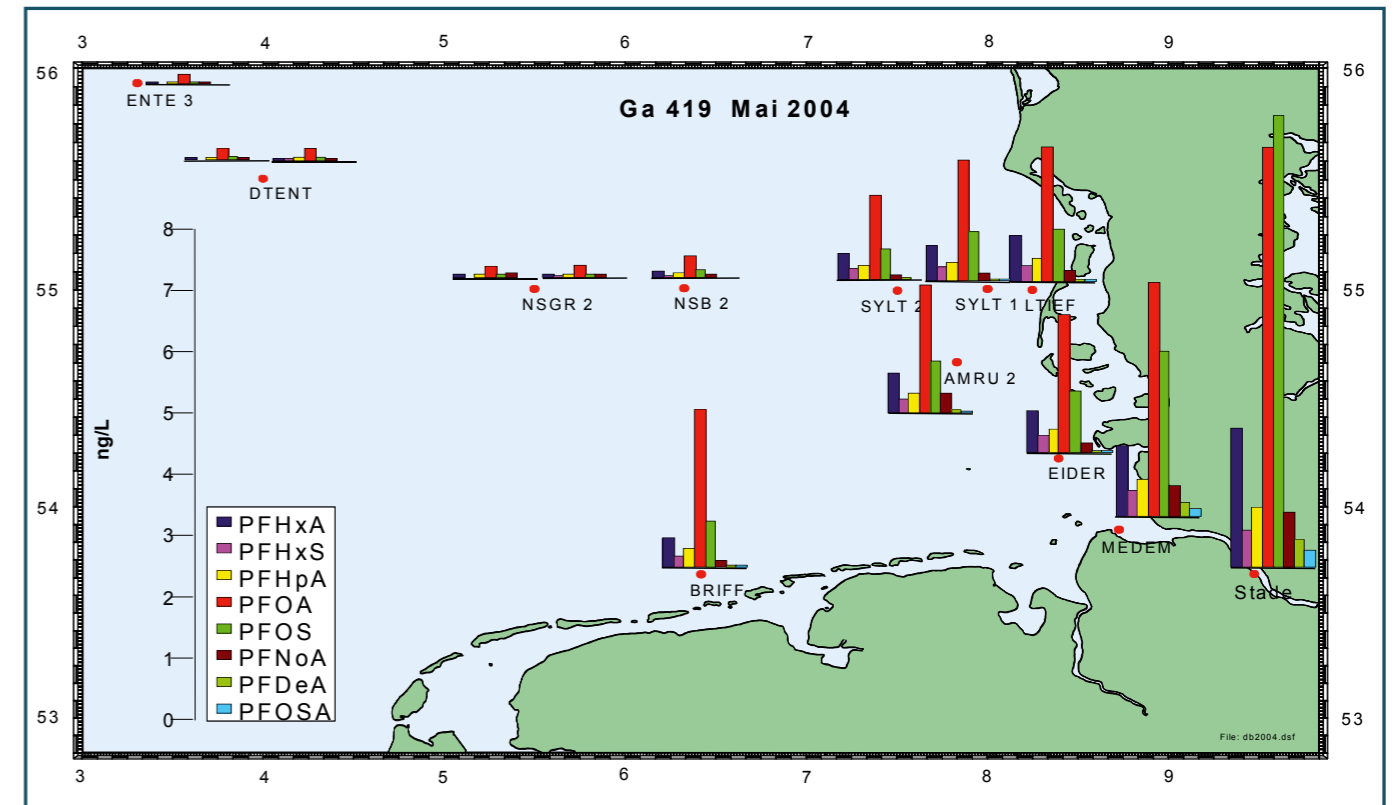 3 4 5 6 7 8 9
56 56
ENTE 3
Ga 419 Mai 2004
DTENT
8
55 7 55
NSGR 2 NSB 2 SYLT 2 SYLT 1 LTIEF
6
AMRU 2
5
ng/L
4
EIDER
54 54
PFHxA
3
PFHxS
MEDEM
PFHpA
BRIFF Stade
2
PFOA
PFOS
1
PFNoA
PFDeA
PFOSA
0
53 53
File: db2004.dsf
3 4 5 6 7 8 9